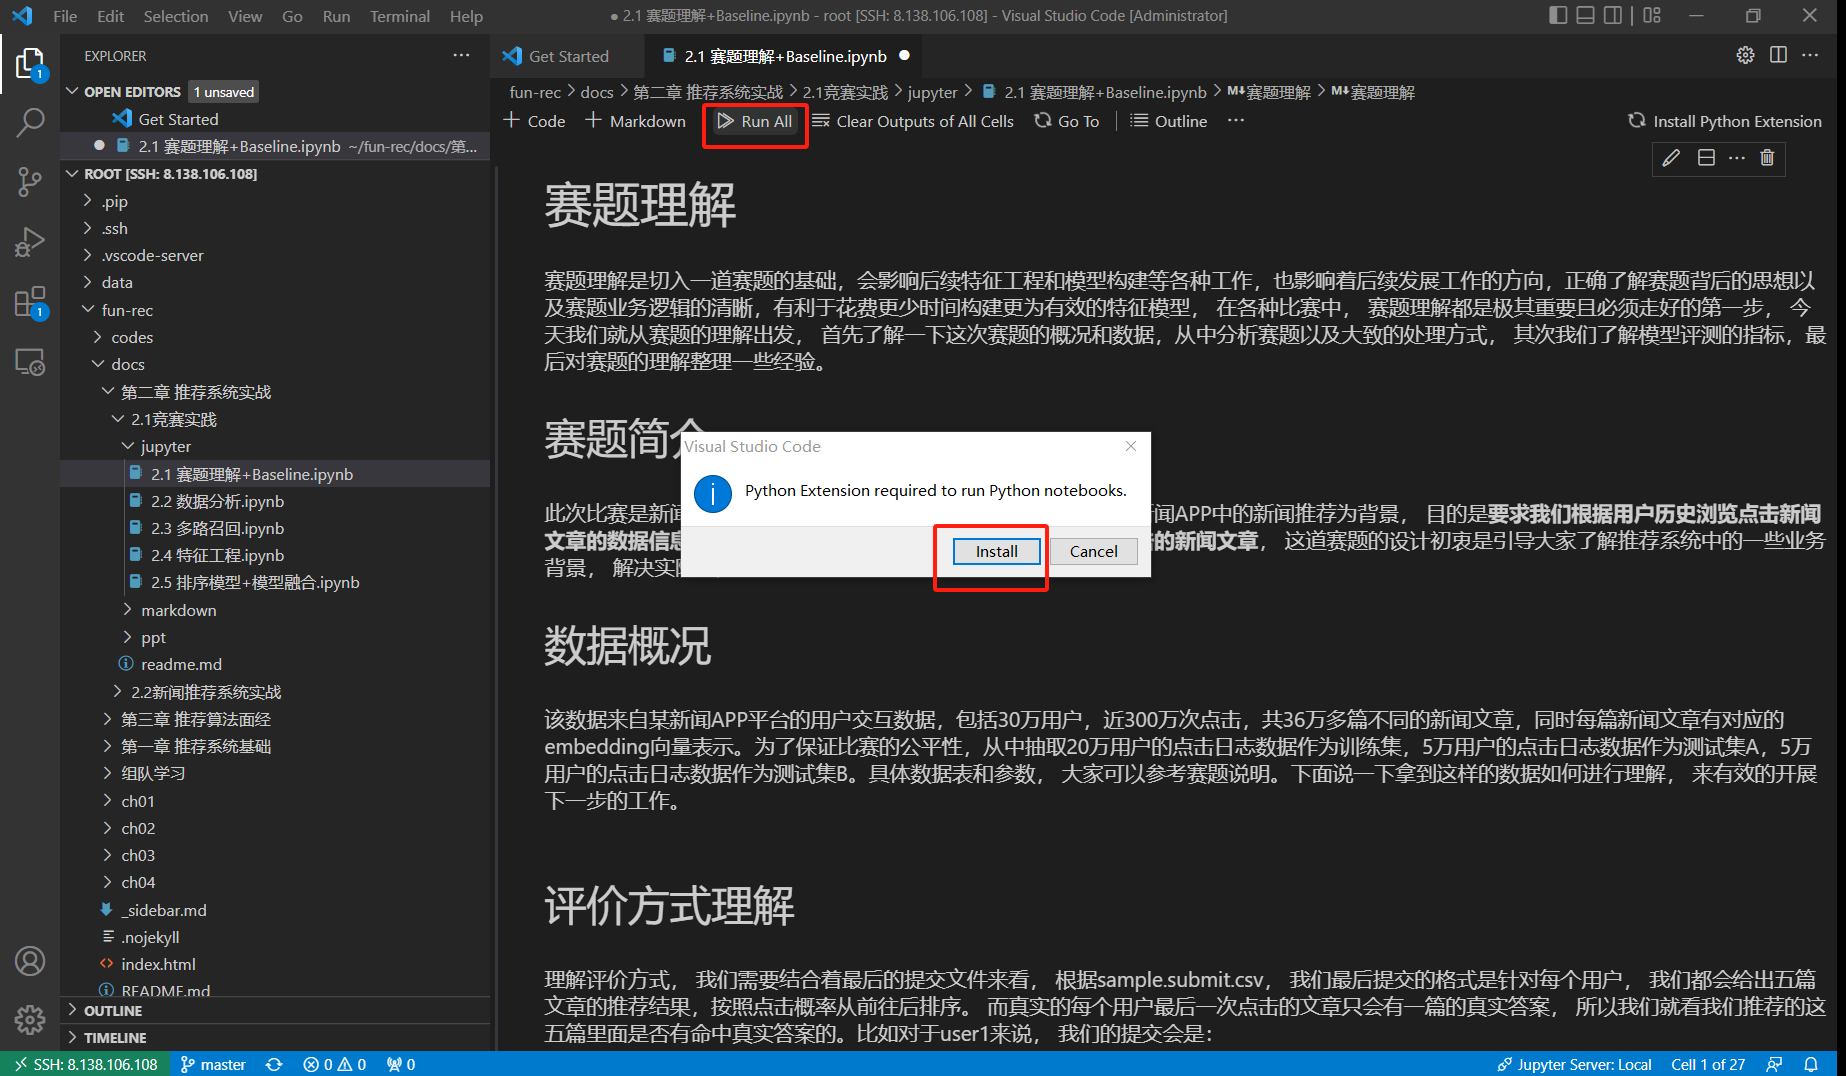 File Edit Selection View Go Run Terminal Help
● 2.1 赛题理解+Baseline.ipynb - root [SSH: 8.138.106.108] - Visual Studio Code [Administrator]
EXPLORER
OPEN EDITORS 1 unsaved
Get Started
2.1 赛题理解+Baseline.ipynb ~/fun-rec/docs/第...
ROOT [SSH: 8.138.106.108]
.pip
.ssh
.vscode-server
data
fun-rec
codes
docs
第二章 推荐系统实战
2.1竞赛实践
jupyter
2.1 赛题理解+Baseline.ipynb
2.2 数据分析.ipynb
2.3 多路召回.ipynb
2.4 特征工程.ipynb
2.5 排序模型+模型融合.ipynb
markdown
ppt
readme.md
2.2新闻推荐系统实战
第三章 推荐算法面经
第一章 推荐系统基础
组队学习
ch01
ch02
ch03
ch04
_sidebar.md
.nojekyll
index.html
README.md
OUTLINE
TIMELINE
1
1
Get Started
2.1 赛题理解+Baseline.ipynb
fun-rec > docs > 第二章 推荐系统实战 > 2.1竞赛实践 > jupyter > 2.1 赛题理解+Baseline.ipynb > M↓赛题理解 > M↓赛题理解
+ Code + Markdown Run All Clear Outputs of All Cells Go To Outline ... Install Python Extension
赛题理解
赛题理解是切入一道赛题的基础，会影响后续特征工程和模型构建等各种工作，也影响着后续发展工作的方向，正确了解赛题背后的思想以
及赛题业务逻辑的清晰，有利于花费更少时间构建更为有效的特征模型， 在各种比赛中， 赛题理解都是极其重要且必须走好的第一步， 今
天我们就从赛题的理解出发， 首先了解一下这次赛题的概况和数据，从中分析赛题以及大致的处理方式， 其次我们了解模型评测的指标，最
后对赛题的理解整理一些经验。
赛题简介
此次比赛是新闻
闻APP中的新闻推荐为背景， 目的是要求我们根据用户历史浏览点击新闻
文章的数据信息
的新闻文章， 这道赛题的设计初衷是引导大家了解推荐系统中的一些业务
背景， 解决实际
Visual Studio Code
Python Extension required to run Python notebooks.
Install Cancel
数据概况
该数据来自某新闻APP平台的用户交互数据，包括30万用户，近300万次点击，共36万多篇不同的新闻文章，同时每篇新闻文章有对应的
embedding向量表示。为了保证比赛的公平性，从中抽取20万用户的点击日志数据作为训练集，5万用户的点击日志数据作为测试集A，5万
用户的点击日志数据作为测试集B。具体数据表和参数， 大家可以参考赛题说明。下面说一下拿到这样的数据如何进行理解， 来有效的开展
下一步的工作。
评价方式理解
理解评价方式， 我们需要结合着最后的提交文件来看， 根据sample.submit.csv， 我们最后提交的格式是针对每个用户， 我们都会给出五篇
文章的推荐结果，按照点击概率从前往后排序。 而真实的每个用户最后一次点击的文章只会有一篇的真实答案， 所以我们就看我们推荐的这
五篇里面是否有命中真实答案的。比如对于user1来说， 我们的提交会是：
SSH: 8.138.106.108 master 0 0 0 Jupyter Server: Local Cell 1 of 27